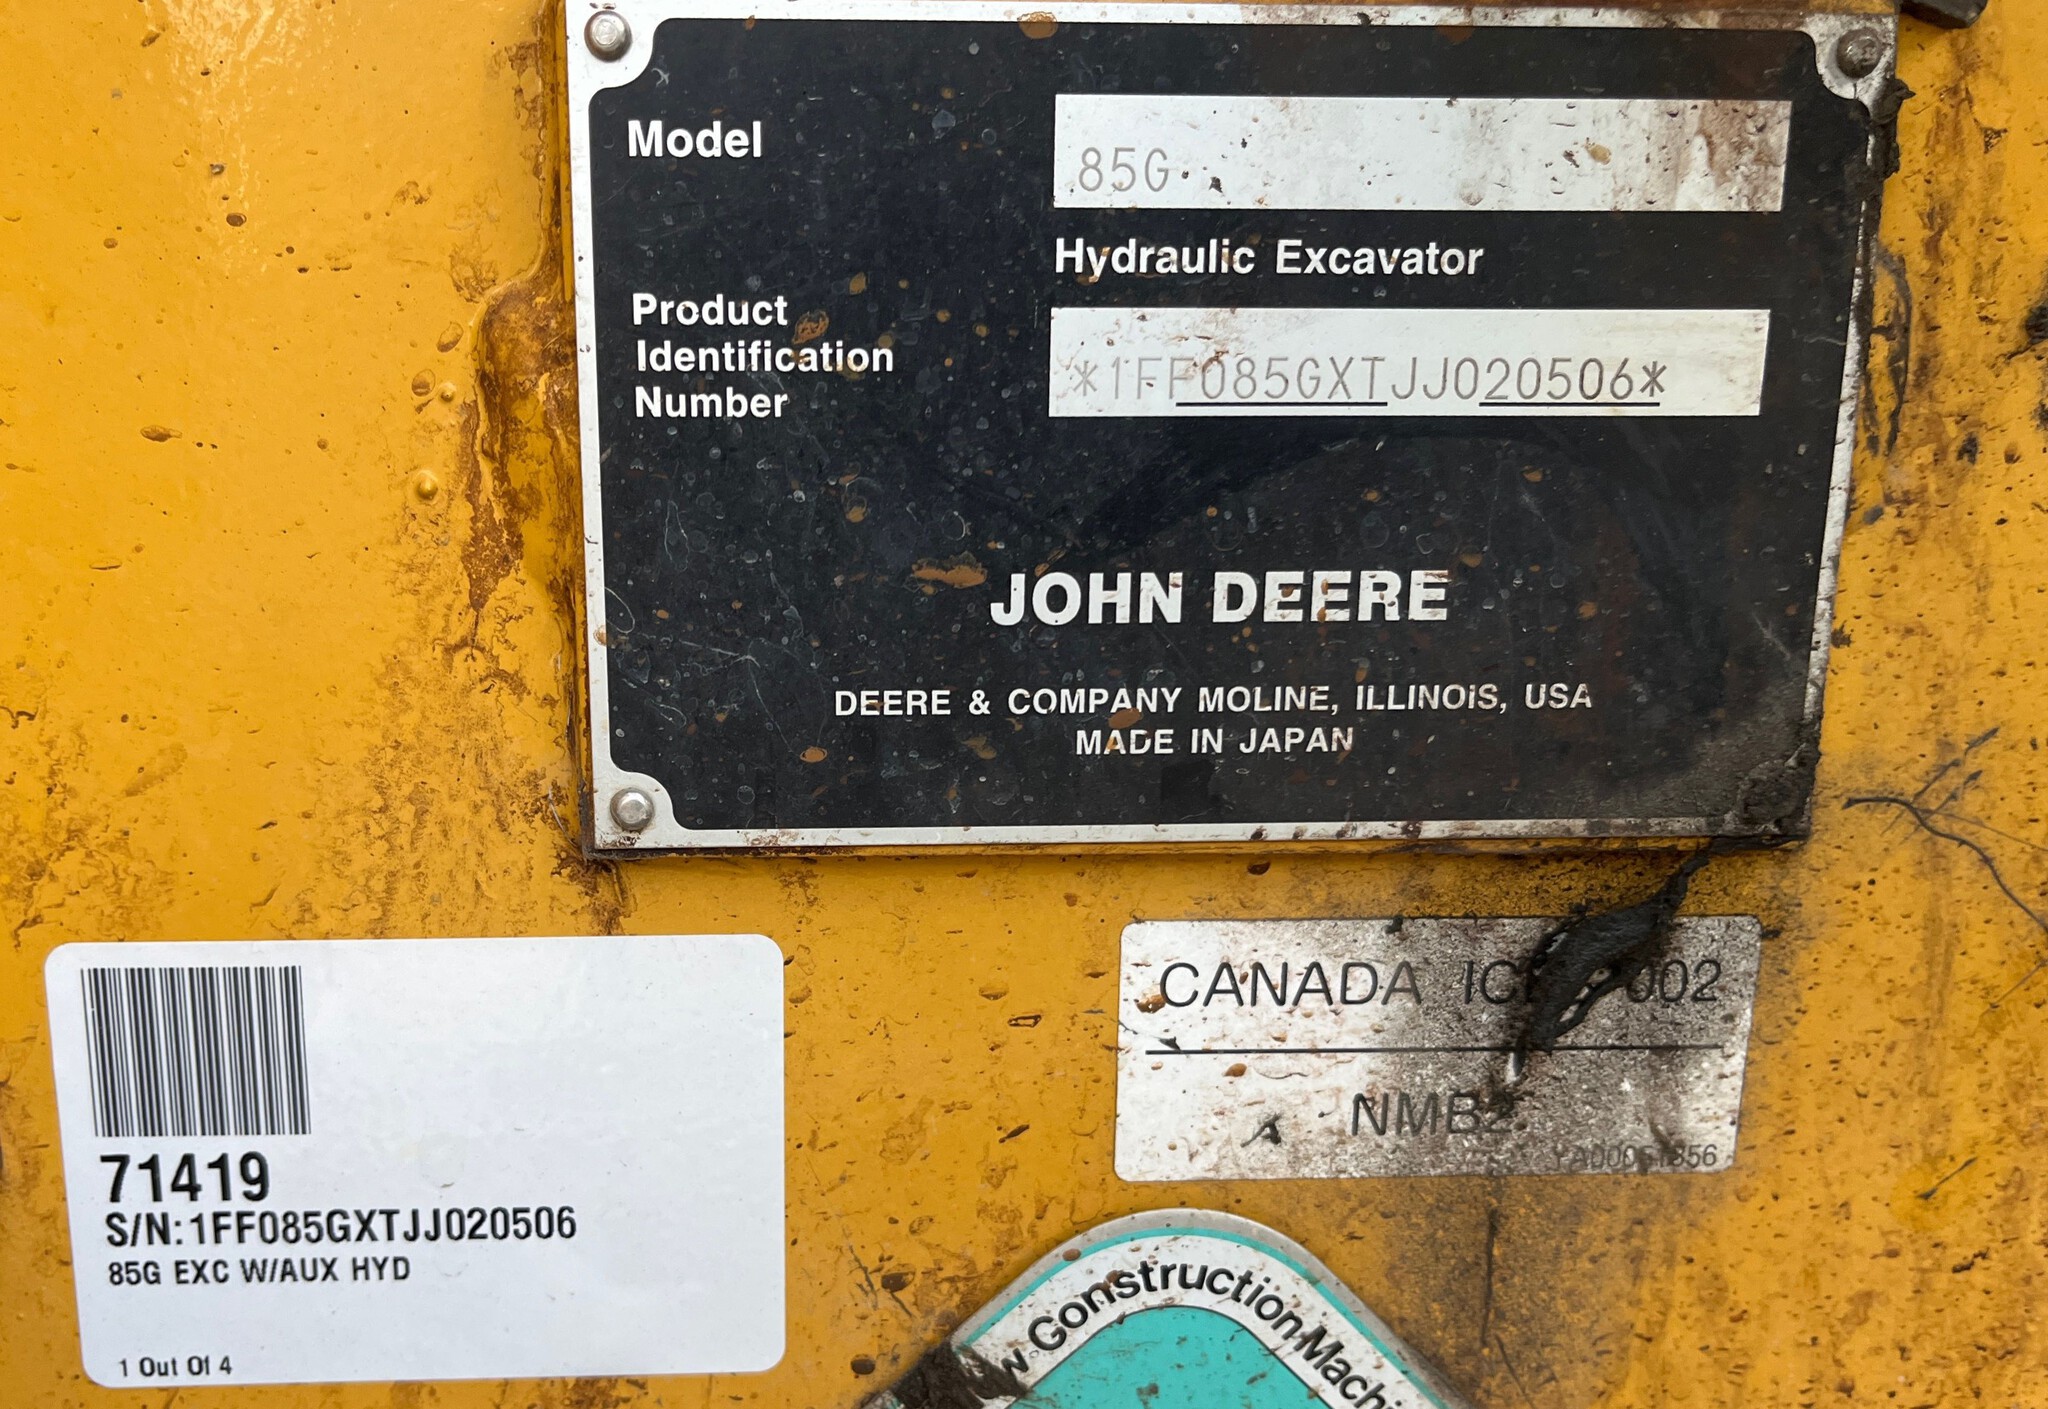 Model
85G
Hydraulic Excavator
Product
Identification
Number
*1FF085GXTJJ020506*
JOHN DEERE
DEERE & COMPANY MOLINE, ILLINOIS, USA
MADE IN JAPAN
71419
S/N:1FF085GXTJJ020506
85G EXC W/AUX HYD
1 Out Of 4
CANADA
NMB2
Construction